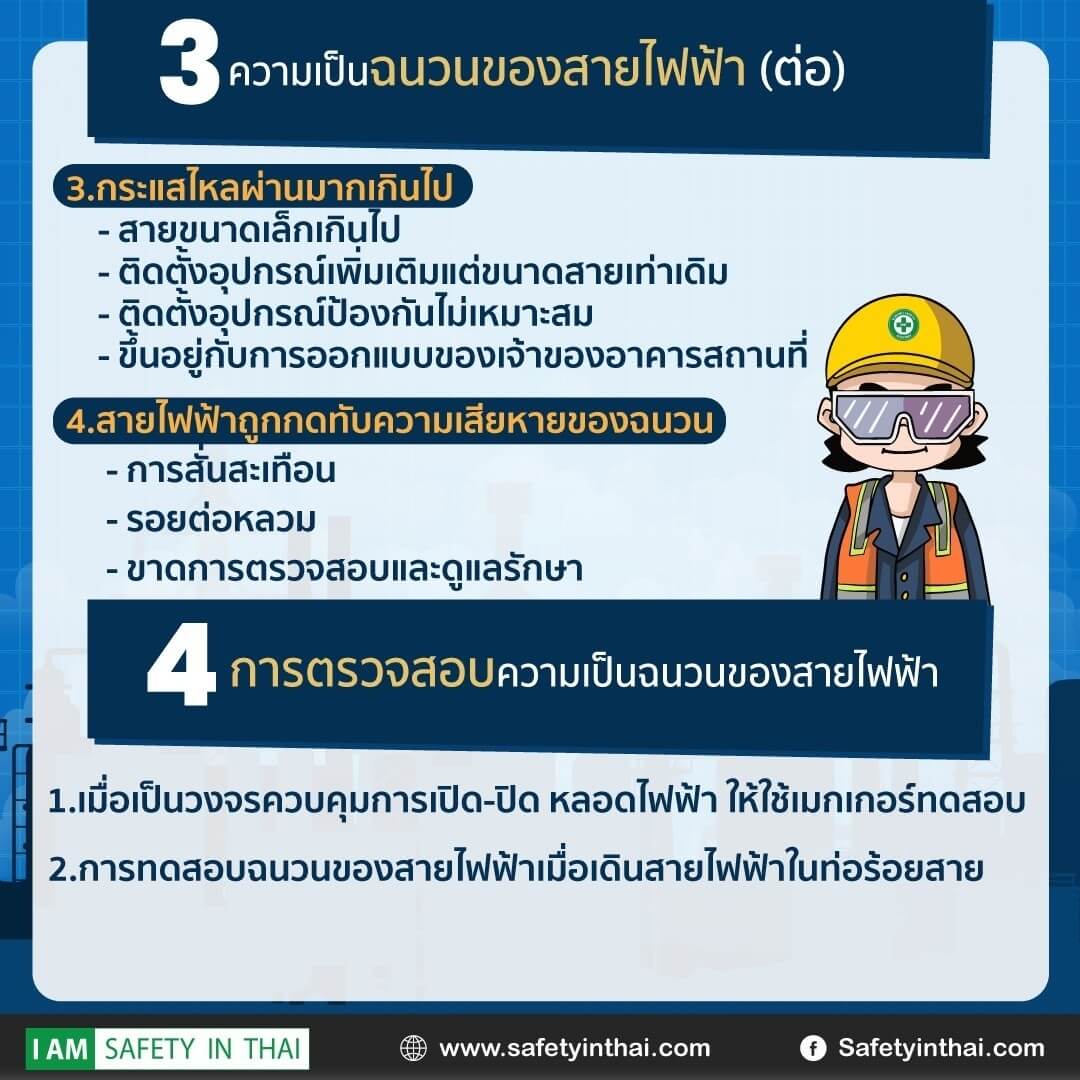 3 ความเป็นฉนวนของสายไฟฟ้า (ต่อ)
3.กระแสไหลผ่านมากเกินไป
- สายขนาดเล็กเกินไป
- ติดตั้งอุปกรณ์เพิ่มเติมแต่ขนาดสายเท่าเดิม
- ติดตั้งอุปกรณ์ป้องกันไม่เหมาะสม
- ขึ้นอยู่กับการออกแบบของเจ้าของอาคารสถานที่
4.สายไฟฟ้าถูกกดทับความเสียหายของฉนวน
- การสั่นสะเทือน
- รอยต่อหลวม
- ขาดการตรวจสอบและดูแลรักษา
4 การตรวจสอบความเป็นฉนวนของสายไฟฟ้า
1.เมื่อเป็นวงจรควบคุมการเปิด-ปิด หลอดไฟฟ้า ให้ใช้เมกเกอร์ทดสอบ
2.การทดสอบฉนวนของสายไฟฟ้าเมื่อเดินสายไฟฟ้าในท่อร้อยสาย
I AM SAFETY IN THAI www.safetyinthai.com Safetyinthai.com